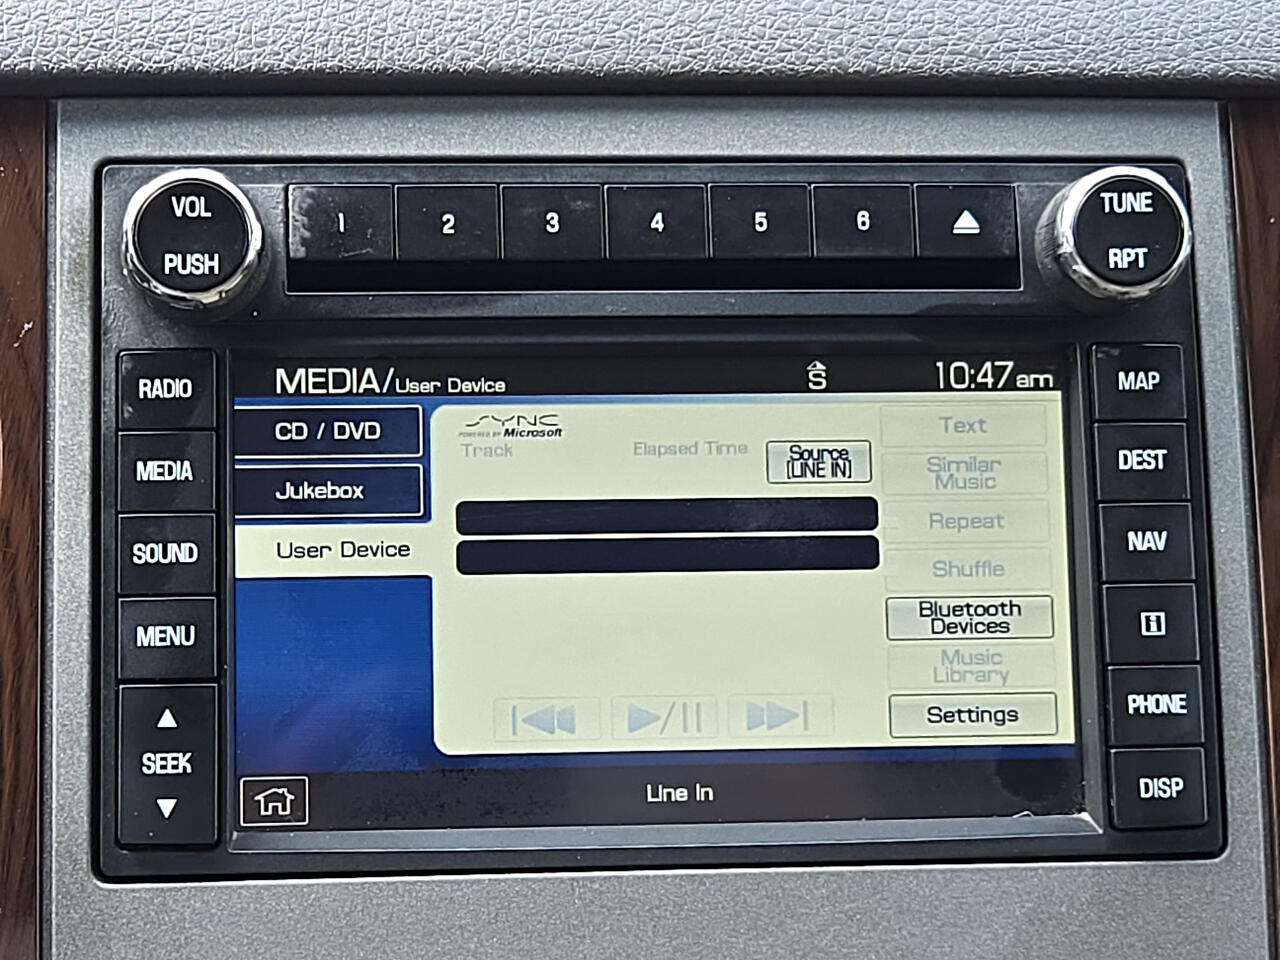 VOL
PUSH
1 2 3 4 5 6
TUNE
RPT
RADIO
MEDIA
SOUND
MENU
SEEK
MEDIA/User Device
S
10:47am
CD / DVD
Jukebox
User Device
SYNC
POWERED BY Microsoft
Track
Elapsed Time
Source
[LINE IN]
Text
Similar
Music
Repeat
Shuffle
Bluetooth
Devices
Music
Library
Settings
Line In
MAP
DEST
NAV
i
PHONE
DISP